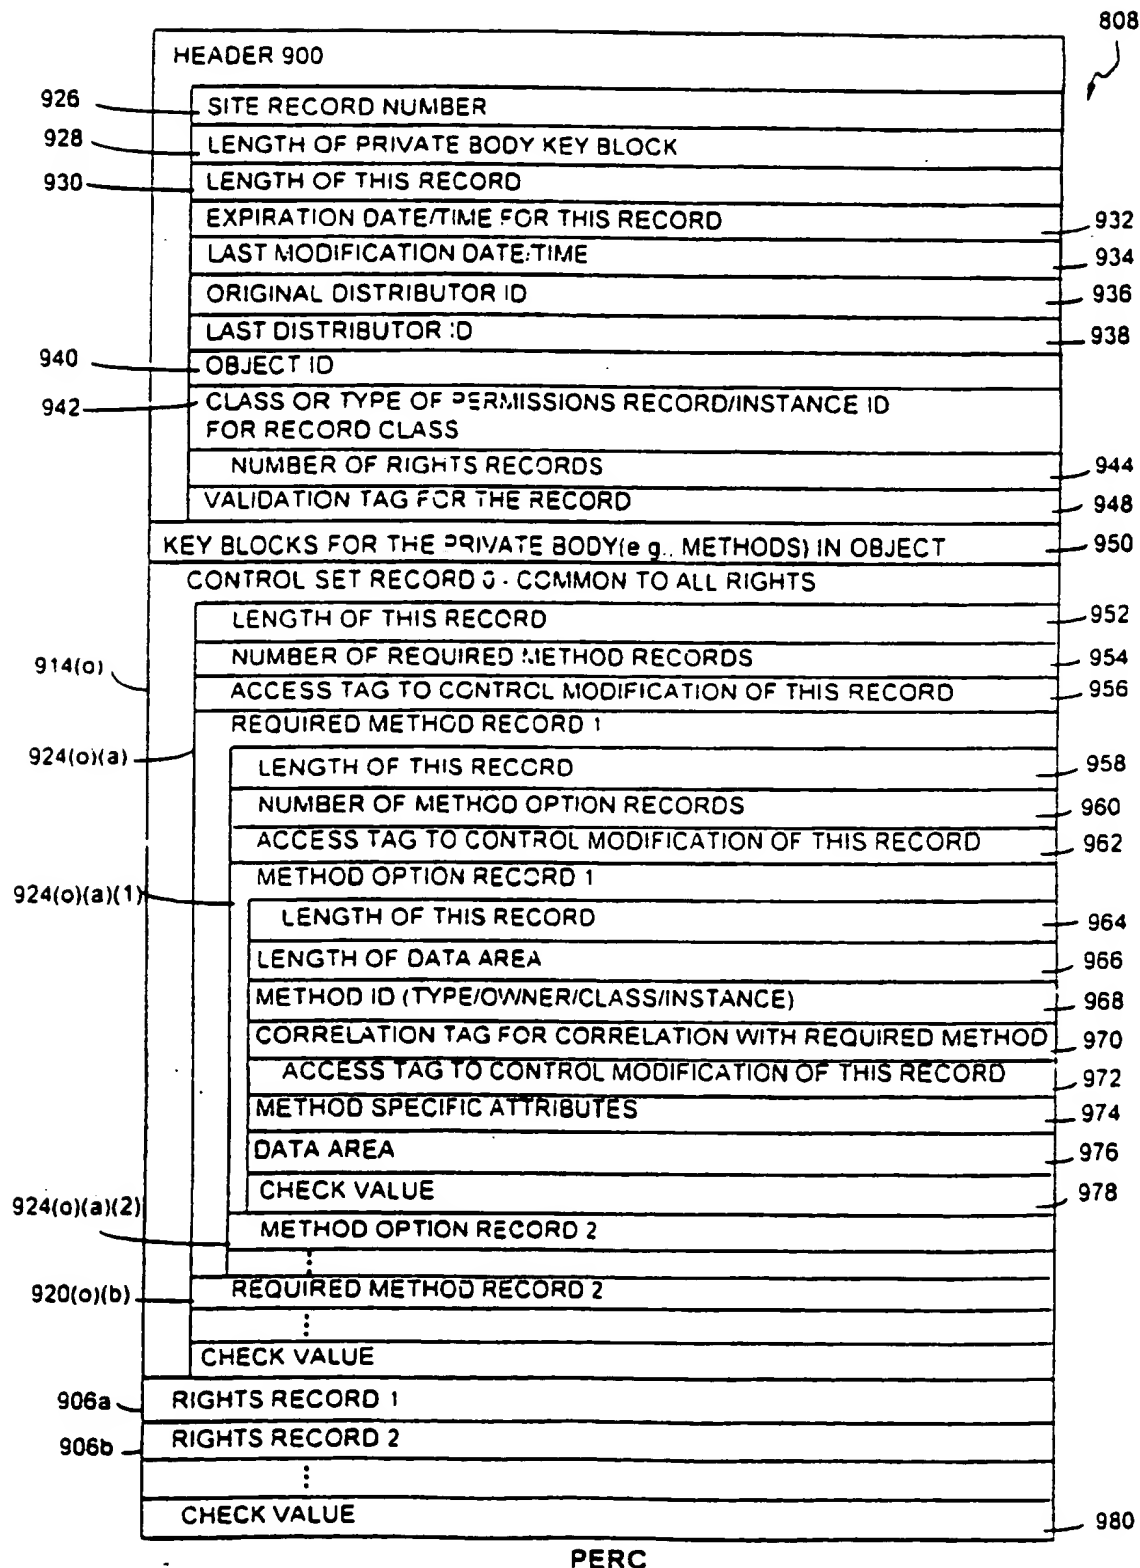 808
HEADER 900
926 SITE RECORD NUMBER
928 LENGTH OF PRIVATE BODY KEY BLOCK
930 LENGTH OF THIS RECORD
EXPIRATION DATE/TIME FOR THIS RECORD 932
LAST MODIFICATION DATE/TIME 934
ORIGINAL DISTRIBUTOR ID 936
LAST DISTRIBUTOR ID 938
940 OBJECT ID
942 CLASS OR TYPE OF PERMISSIONS RECORD/INSTANCE ID
FOR RECORD CLASS
NUMBER OF RIGHTS RECORDS 944
VALIDATION TAG FOR THE RECORD 948
KEY BLOCKS FOR THE PRIVATE BODY(e g., METHODS) IN OBJECT 950
CONTROL SET RECORD 0 - COMMON TO ALL RIGHTS
LENGTH OF THIS RECORD 952
NUMBER OF REQUIRED METHOD RECORDS 954
914(o) ACCESS TAG TO CONTROL MODIFICATION OF THIS RECORD 956
REQUIRED METHOD RECORD 1
924(o)(a) LENGTH OF THIS RECORD 958
NUMBER OF METHOD OPTION RECORDS 960
ACCESS TAG TO CONTROL MODIFICATION OF THIS RECORD 962
924(o)(a)(1) METHOD OPTION RECORD 1
LENGTH OF THIS RECORD 964
LENGTH OF DATA AREA 966
METHOD ID (TYPE/OWNER/CLASS/INSTANCE) 968
CORRELATION TAG FOR CORRELATION WITH REQUIRED METHOD 970
ACCESS TAG TO CONTROL MODIFICATION OF THIS RECORD 972
METHOD SPECIFIC ATTRIBUTES 974
DATA AREA 976
CHECK VALUE 978
924(o)(a)(2) METHOD OPTION RECORD 2
920(o)(b) REQUIRED METHOD RECORD 2
CHECK VALUE
906a RIGHTS RECORD 1
906b RIGHTS RECORD 2
CHECK VALUE 980
PERC